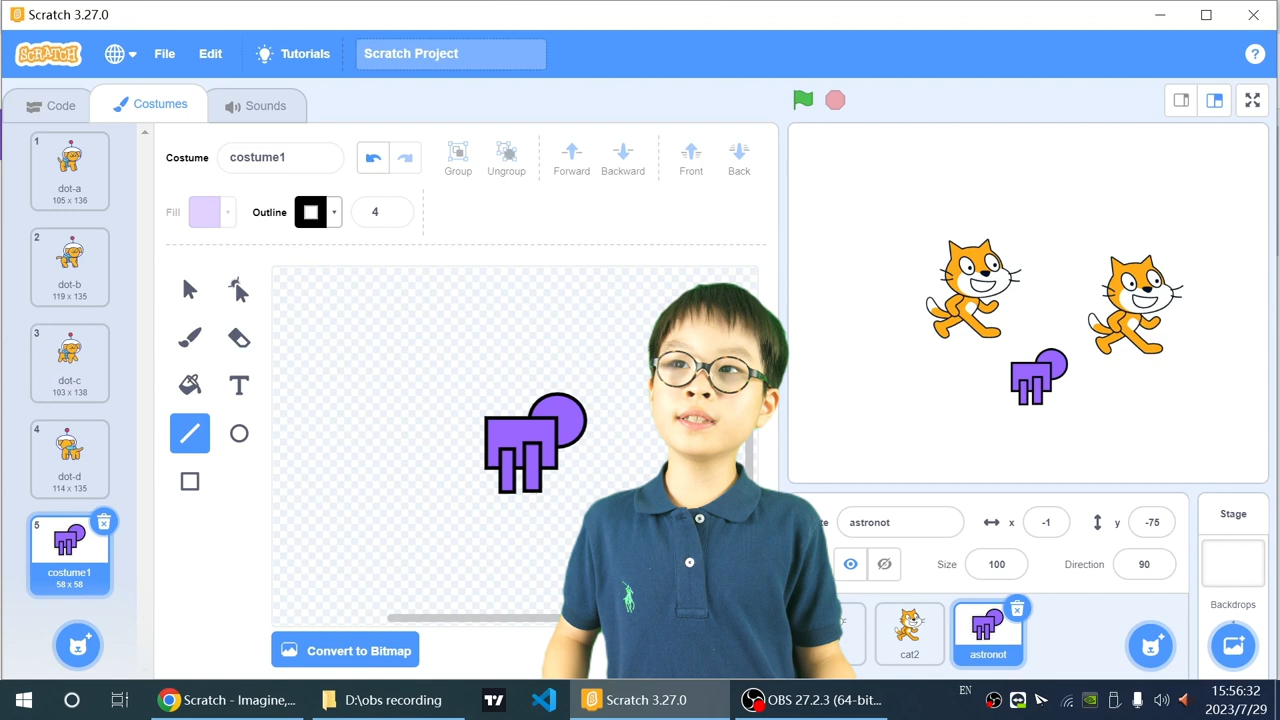 Scratch 3.27.0
SCRATCH
File
Edit
Tutorials
Scratch Project
?
Code
Costumes
Sounds
1
dot-a
105 x 136
2
dot-b
119 x 135
3
dot-c
103 x 138
4
dot-d
114 x 135
5
costume1
58 x 58
Costume
costume1
Group
Ungroup
Forward
Backward
Front
Back
Fill
Outline
4
T
Convert to Bitmap
astronot
x
-1
y
-75
Size
100
Direction
90
cat2
astronot
Stage
Backdrops
Scratch - Imagine,...
D:\obs recording
Scratch 3.27.0
OBS 27.2.3 (64-bit...
EN
15:56:32
2023/7/29